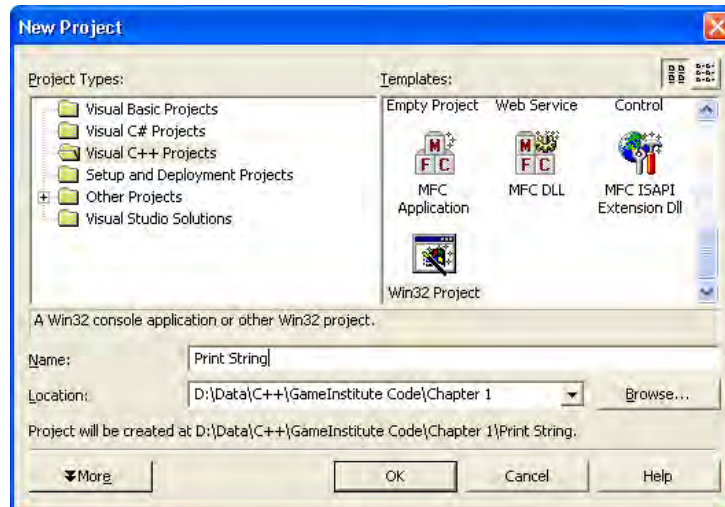 New Project
Project Types:
Templates:
Visual Basic Projects
Visual C# Projects
Visual C++ Projects
Setup and Deployment Projects
Other Projects
Visual Studio Solutions
Empty Project Web Service Control
MFC Application
MFC DLL
MFC ISAPI Extension Dll
Win32 Project
A Win32 console application or other Win32 project.
Name: Print String
Location: D:\Data\C++\GameInstitute Code\Chapter 1 Browse...
Project will be created at D:\Data\C++\GameInstitute Code\Chapter 1\Print String.
More OK Cancel Help